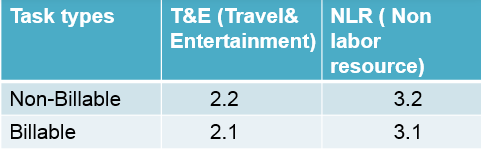 Task types T&E (Travel& NLR ( Non
Entertainment) labor
resource)
Non-Billable 2.2 3.2
Billable 2.1 3.1